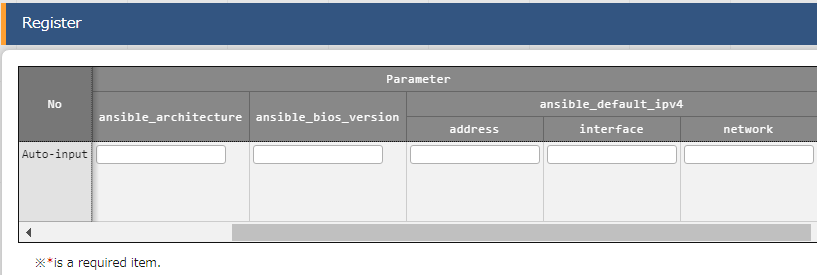 Register
Parameter
No
ansible_default_ipv4
ansible_architecture ansible_bios_version
address interface network
Auto-input
※*is a required item.